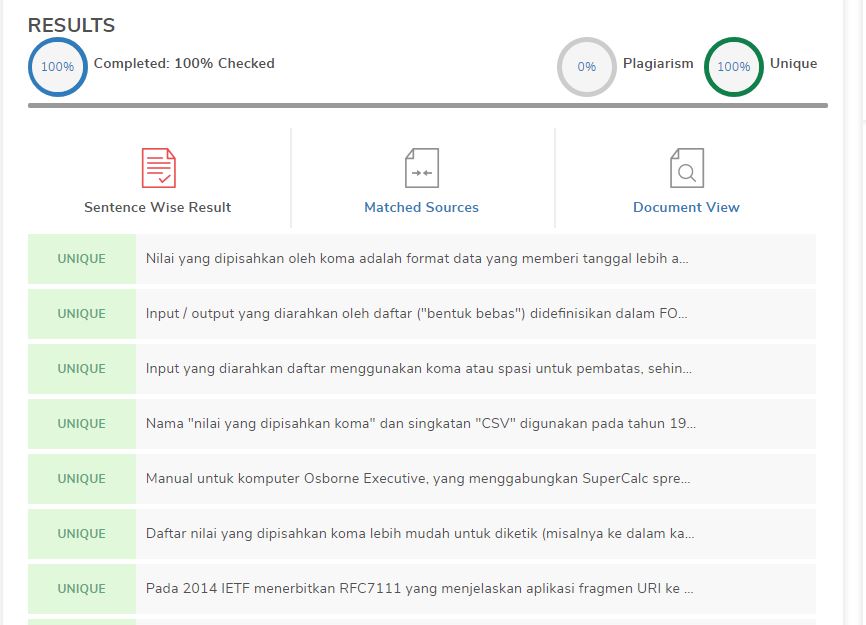 RESULTS
100% Completed: 100% Checked
0% Plagiarism 100% Unique
Sentence Wise Result
Matched Sources
Document View
UNIQUE Nilai yang dipisahkan oleh koma adalah format data yang memberi tanggal lebih a...
UNIQUE Input / output yang diarahkan oleh daftar ("bentuk bebas") didefinisikan dalam FO...
UNIQUE Input yang diarahkan daftar menggunakan koma atau spasi untuk pembatas, sehin...
UNIQUE Nama "nilai yang dipisahkan koma" dan singkatan "CSV" digunakan pada tahun 19...
UNIQUE Manual untuk komputer Osborne Executive, yang menggabungkan SuperCalc spre...
UNIQUE Daftar nilai yang dipisahkan koma lebih mudah untuk diketik (misalnya ke dalam ka...
UNIQUE Pada 2014 IETF menerbitkan RFC7111 yang menjelaskan aplikasi fragmen URI ke ...